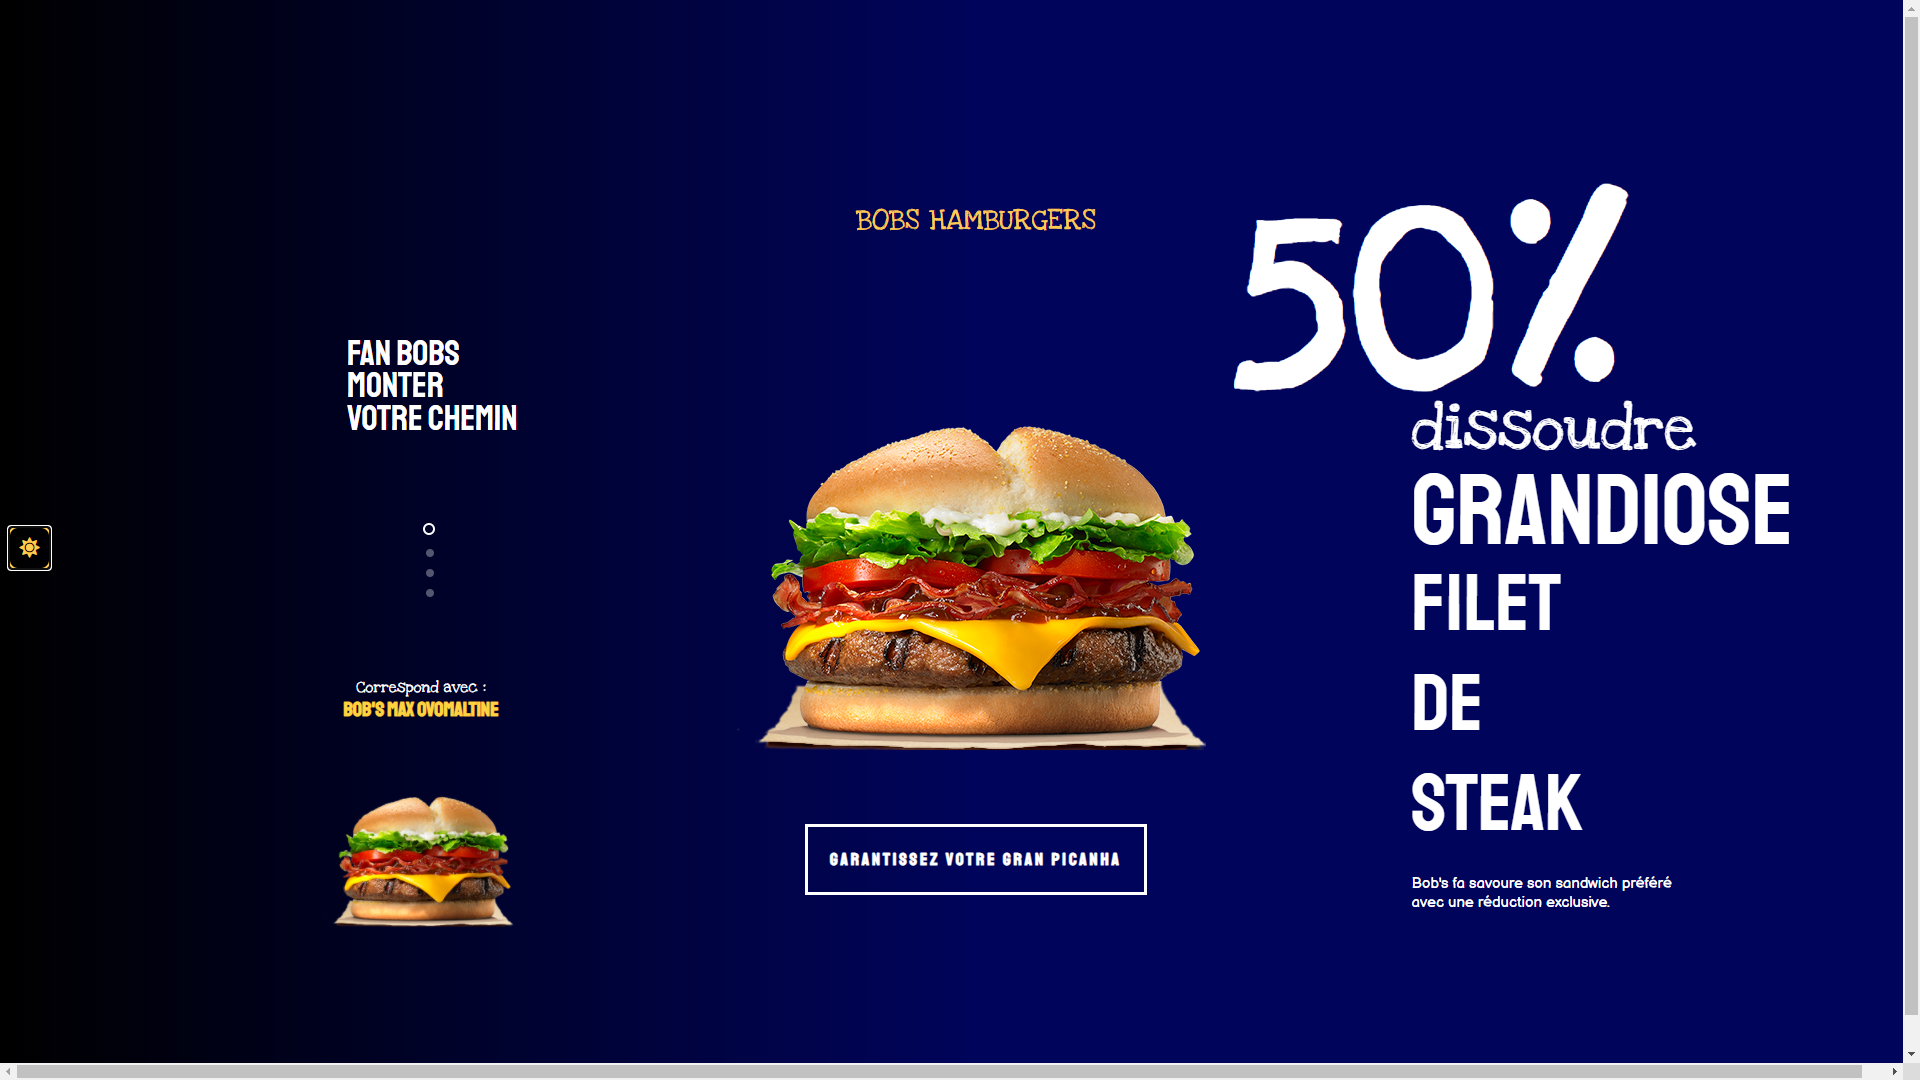 BOBS HAMBURGERS
FAN BOBS
MONTER
VOTRE CHEMIN
Correspond avec :
BOB'S MAX OVOMALTINE
GARANTISSEZ VOTRE GRAN PICANHA
50%
dissoudre
GRANDIOSE
FILET
DE
STEAK
Bob's fa savoure son sandwich préféré
avec une réduction exclusive.